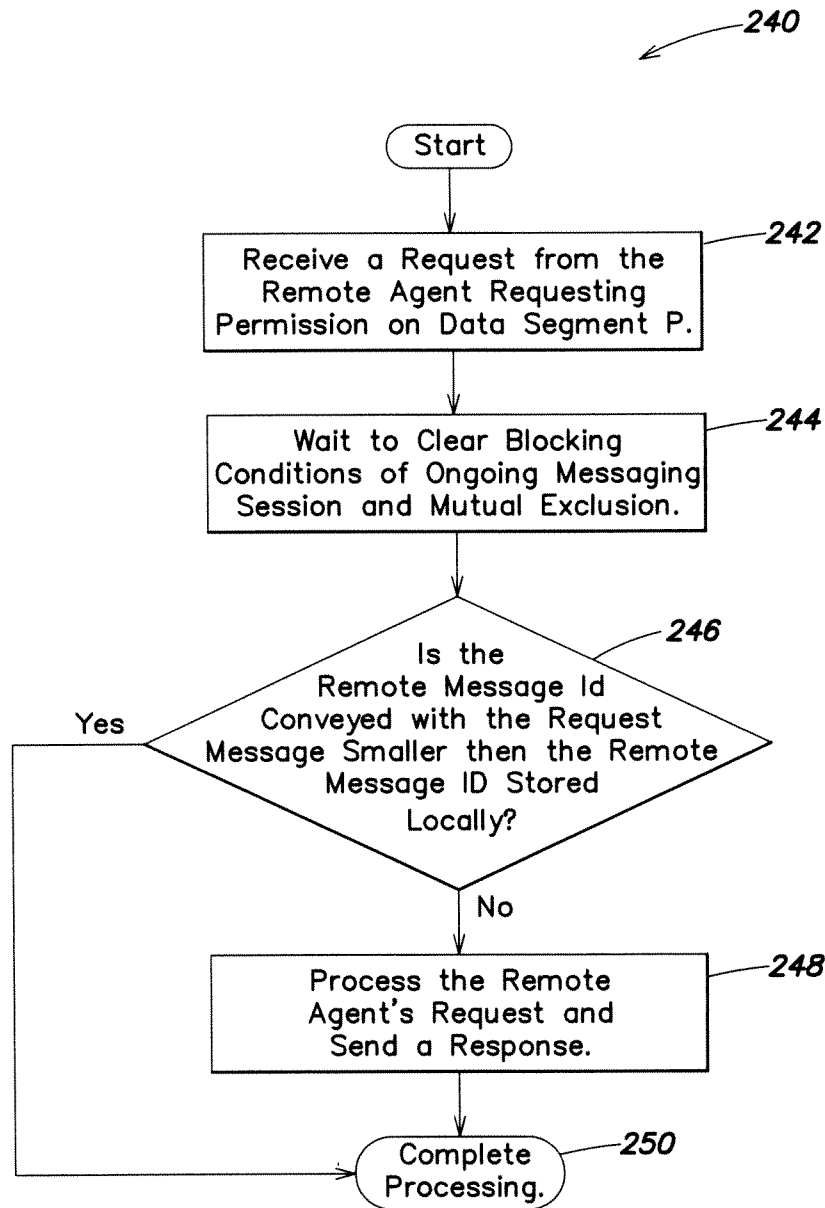 240
Start
242
Receive a Request from the
Remote Agent Requesting
Permission on Data Segment P.
244
Wait to Clear Blocking
Conditions of Ongoing Messaging
Session and Mutual Exclusion.
246
Is the
Remote Message Id
Conveyed with the Request
Message Smaller then the Remote
Message ID Stored
Locally?
Yes
No
248
Process the Remote
Agent's Request and
Send a Response.
250
Complete
Processing.